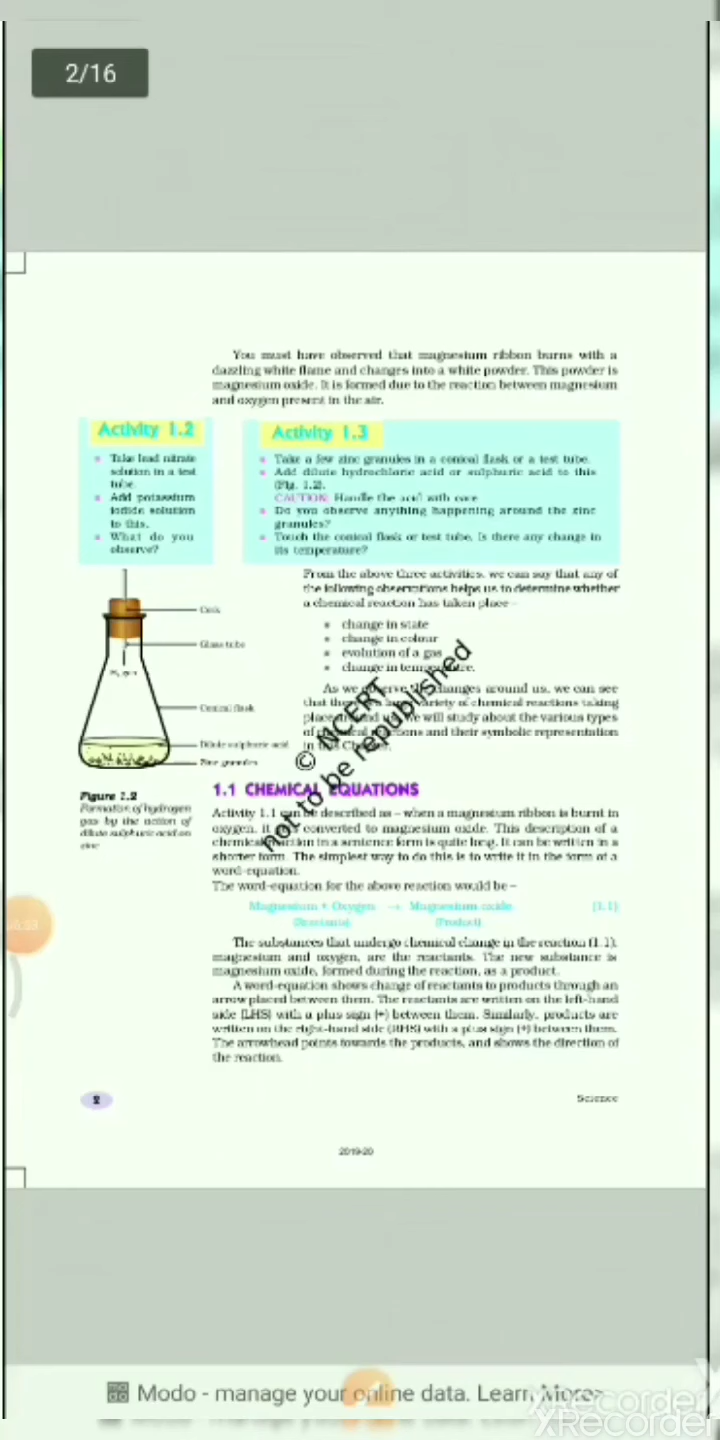 2/16
You must have observed that magnesium ribbon burns with a
dazzling white flame and changes into a white powder. This powder is
magnesium oxide. It is formed due to the reaction between magnesium
and oxygen present in the air.
Activity 1.2
Take lead nitrate
solution in a test
tube.
Add potassium
iodide solution
to this.
What do you
observe?
Activity 1.3
Take a few zinc granules in a conical flask or a test tube.
Add dilute hydrochloric acid or sulphuric acid to this
(Fig. 1.2).
CAUTION: Handle the acid with care
Do you observe anything happening around the zinc
granules?
Touch the conical flask or test tube. Is there any change in
its temperature?
Cork
Glass tube
H₂ gas
Conical flask
Dilute sulphuric acid
Zinc granules
Figure 1.2
Formation of hydrogen
gas by the action of
dilute sulphuric acid on
zinc
From the above three activities, we can say that any of
the following observations helps us to determine whether
a chemical reaction has taken place –
change in state
change in colour
evolution of a gas
change in temperature.
As we observe the changes around us, we can see
that there is a large variety of chemical reactions taking
place around us. We will study about the various types
of chemical reactions and their symbolic representation
in this Chapter.
© NCERT
not to be republished
1.1 CHEMICAL EQUATIONS
Activity 1.1 can be described as – when a magnesium ribbon is burnt in
oxygen, it gets converted to magnesium oxide. This description of a
chemical reaction in a sentence form is quite long. It can be written in a
shorter form. The simplest way to do this is to write it in the form of a
word-equation.
The word-equation for the above reaction would be –
Magnesium + Oxygen → Magnesium oxide (1.1)
(Reactants) (Product)
The substances that undergo chemical change in the reaction (1.1),
magnesium and oxygen, are the reactants. The new substance is
magnesium oxide, formed during the reaction, as a product.
A word-equation shows change of reactants to products through an
arrow placed between them. The reactants are written on the left-hand
side (LHS) with a plus sign (+) between them. Similarly, products are
written on the right-hand side (RHS) with a plus sign (+) between them.
The arrowhead points towards the products, and shows the direction of
the reaction.
2
Science
2019-20
Modo - manage your online data. Learn More>
XRecorder
XRecorder